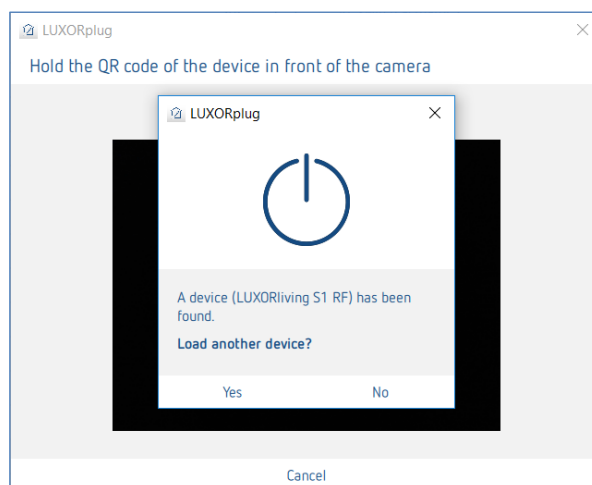 LUXORplug
Hold the QR code of the device in front of the camera
LUXORplug
A device (LUXORliving S1 RF) has been
found.
Load another device?
Yes No
Cancel